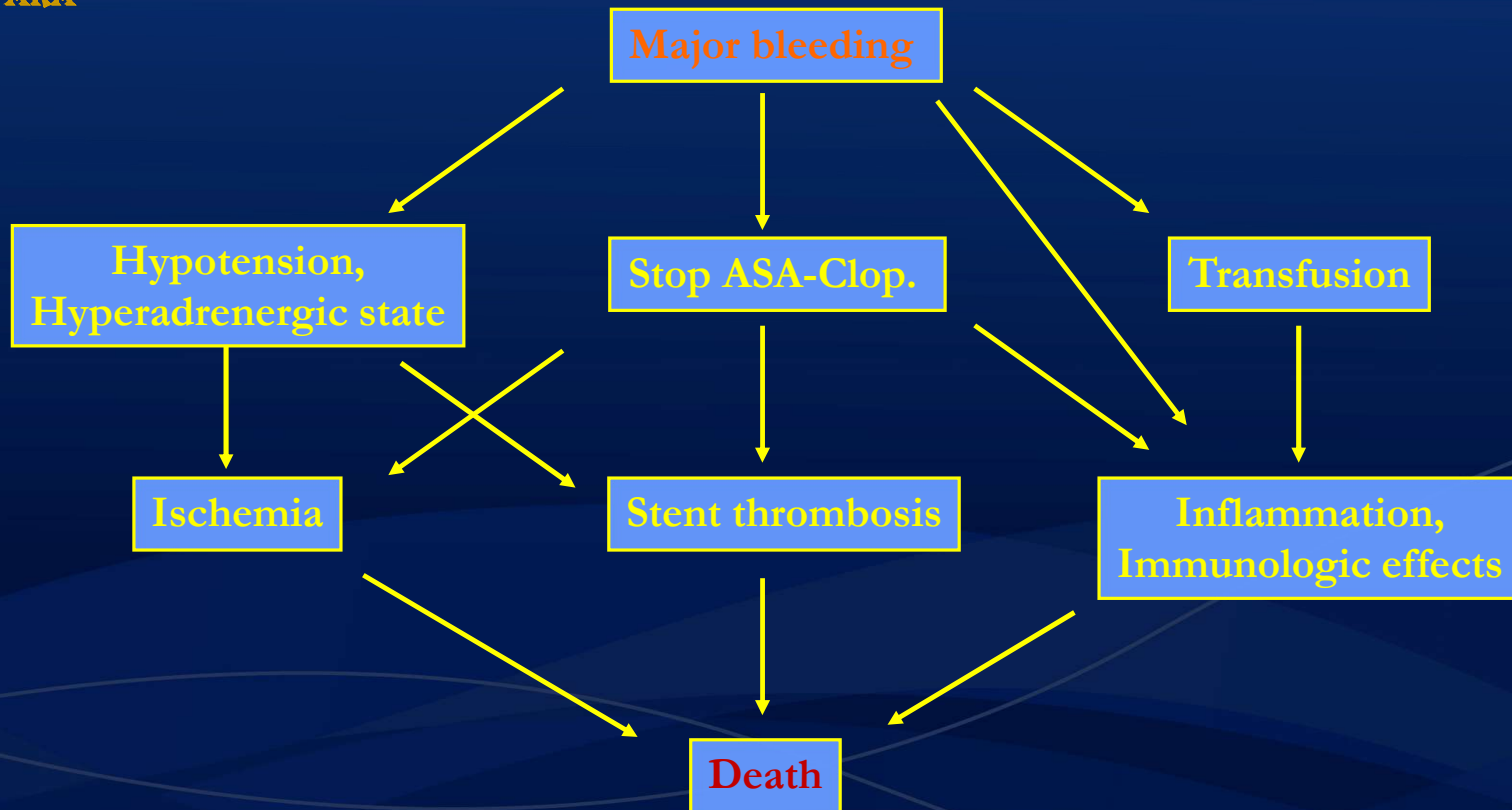 Major bleeding
Hypotension,
Hyperadrenergic state
Stop ASA-Clop.
Transfusion
Ischemia
Stent thrombosis
Inflammation,
Immunologic effects
Death